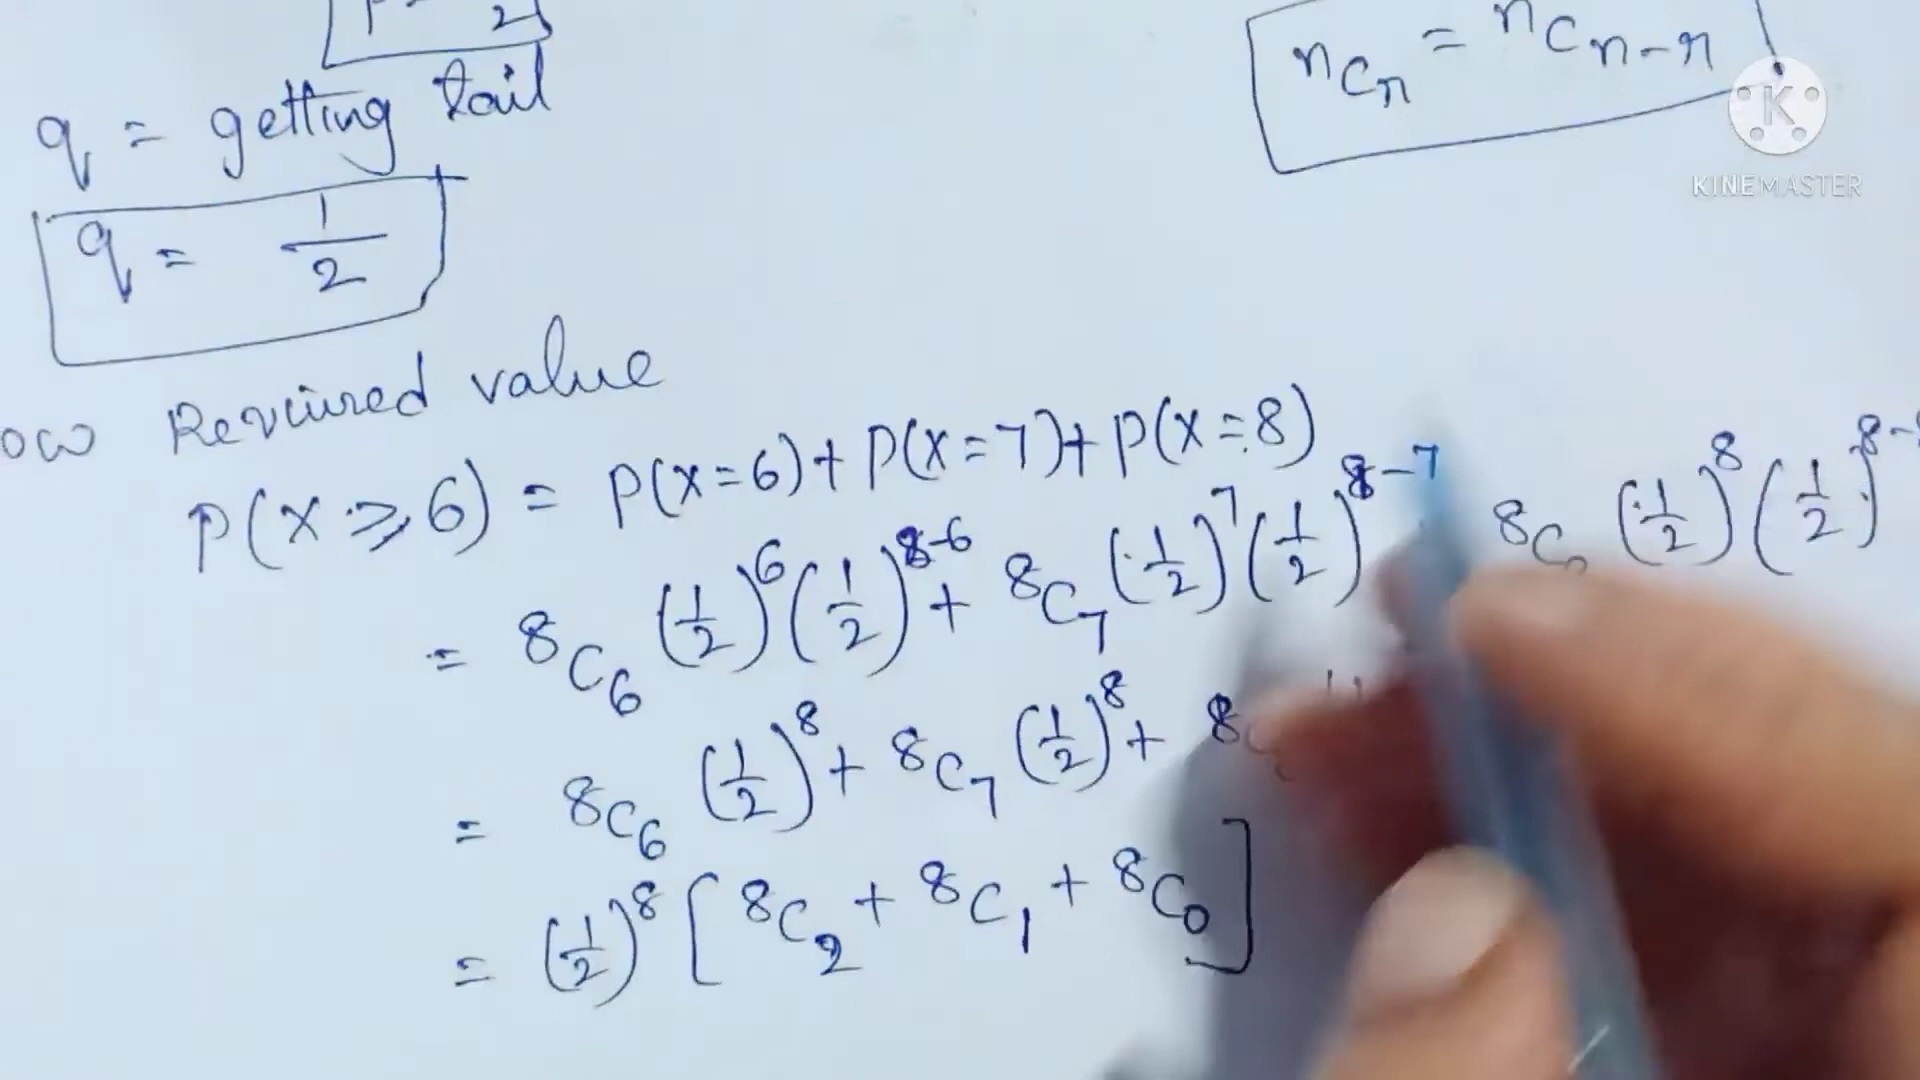 q = getting tail
nCr = nCn-r
KINEMASTER
q = 1/2
ow Required value
P(X ≥ 6) = P(X=6) + P(X=7) + P(X=8)
= 8C6 (1/2)^6 (1/2)^8-6 + 8C7 (1/2)^7 (1/2)^8-7 8C (1/2)^8 (1/2)^8-
= 8C6 (1/2)^8 + 8C7 (1/2)^8 + 8C
= (1/2)^8 [8C2 + 8C1 + 8C0]